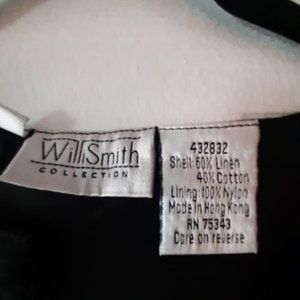 WilliSmith
COLLECTION
432832
Shell: 60% Linen
40% Cotton
Lining: 100% Nylon
Made in Hong Kong
RN 75343
Care on reverse